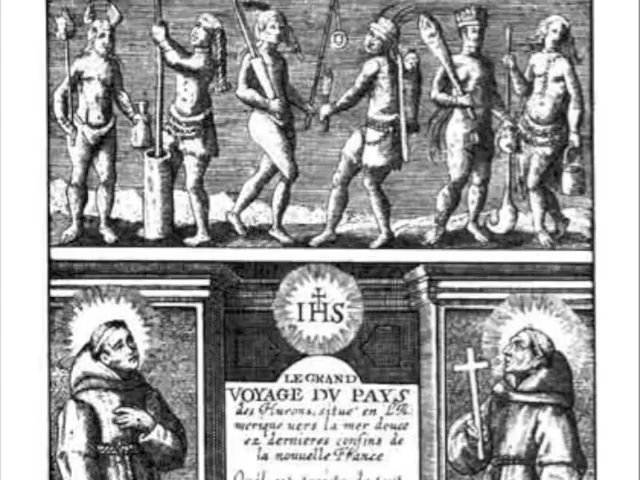 IHS
LE GRAND
VOYAGE DU PAYS
des Hurons, situé en L'A-
merique vers la mer douce
ez dernieres confins de
la nouuelle France